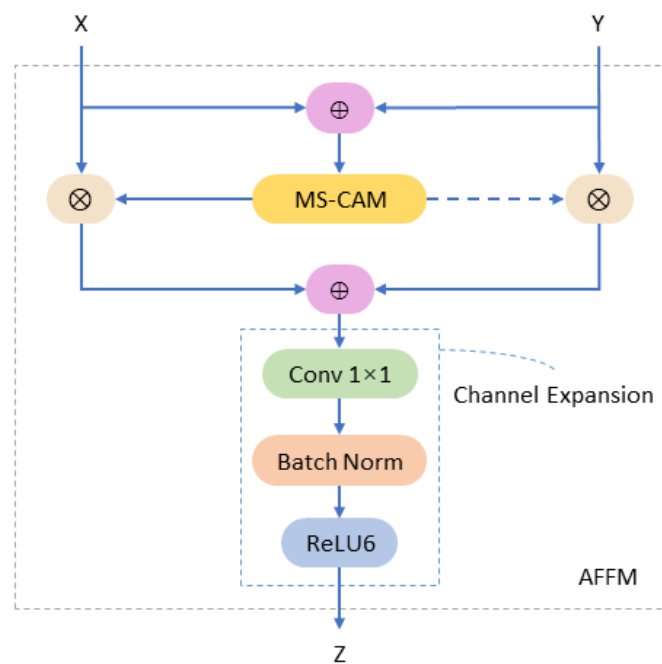 X
Y
⊕
⊗
MS-CAM
⊗
⊕
Conv 1×1
Channel Expansion
Batch Norm
ReLU6
AFFM
Z